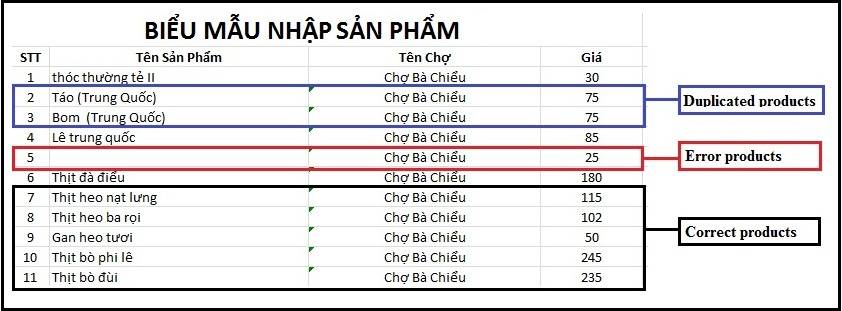 BIỂU MẪU NHẬP SẢN PHẨM
STT Tên Sản Phẩm Tên Chợ Giá
1 thóc thường tẻ II Chợ Bà Chiểu 30
2 Táo (Trung Quốc) Chợ Bà Chiểu 75
Duplicated products
3 Bom (Trung Quốc) Chợ Bà Chiểu 75
4 Lê trung quốc Chợ Bà Chiểu 85
5 Chợ Bà Chiểu 25
Error products
6 Thịt đà điểu Chợ Bà Chiểu 180
7 Thịt heo nạt lưng Chợ Bà Chiểu 115
8 Thịt heo ba rọi Chợ Bà Chiểu 102
Correct products
9 Gan heo tươi Chợ Bà Chiểu 50
10 Thịt bò phi lê Chợ Bà Chiểu 245
11 Thịt bò đùi Chợ Bà Chiểu 235